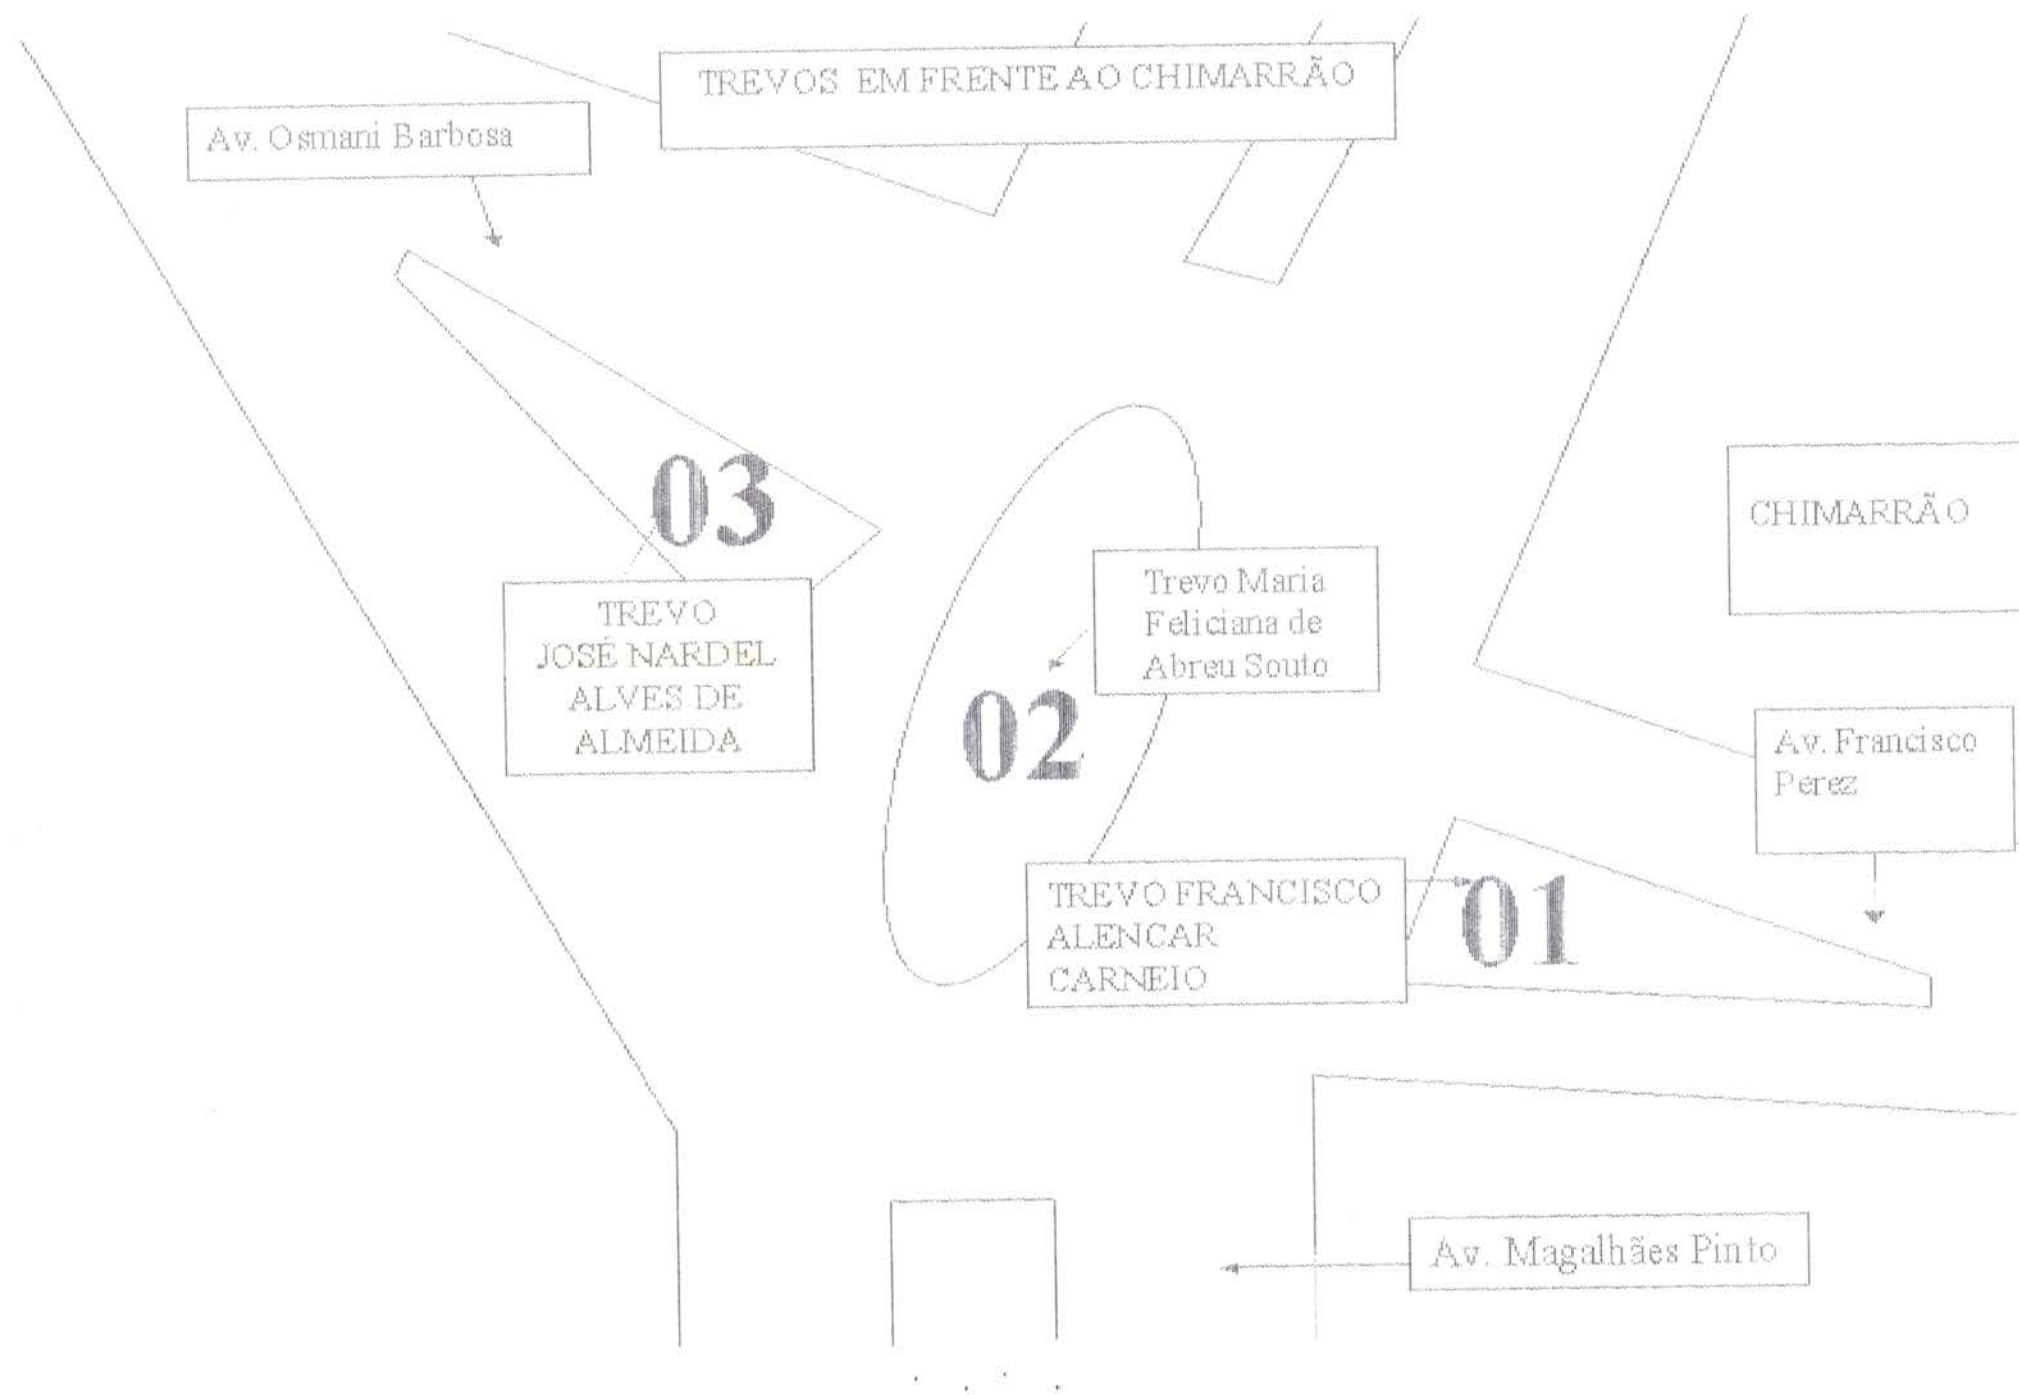 TREVOS EM FRENTE AO CHIMARRÃO
Av. Osmani Barbosa
03
CHIMARRÃO
TREVO
JOSÉ NARDEL
ALVES DE
ALMEIDA
Trevo Maria
Feliciana de
Abreu Souto
02
Av. Francisco
Perez
TREVO FRANCISCO
ALENCAR
CARNEIO
01
Av. Magalhães Pinto